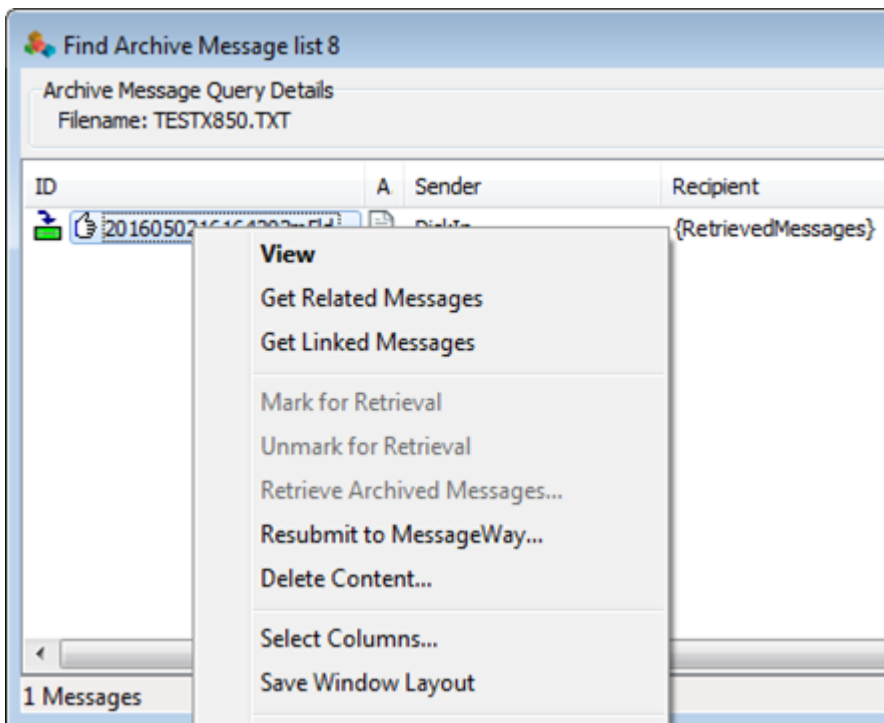 Find Archive Message list 8
Archive Message Query Details
Filename: TESTX850.TXT
ID A. Sender Recipient
{RetrievedMessages}
View
Get Related Messages
Get Linked Messages
Mark for Retrieval
Unmark for Retrieval
Retrieve Archived Messages...
Resubmit to MessageWay...
Delete Content...
Select Columns...
Save Window Layout
1 Messages